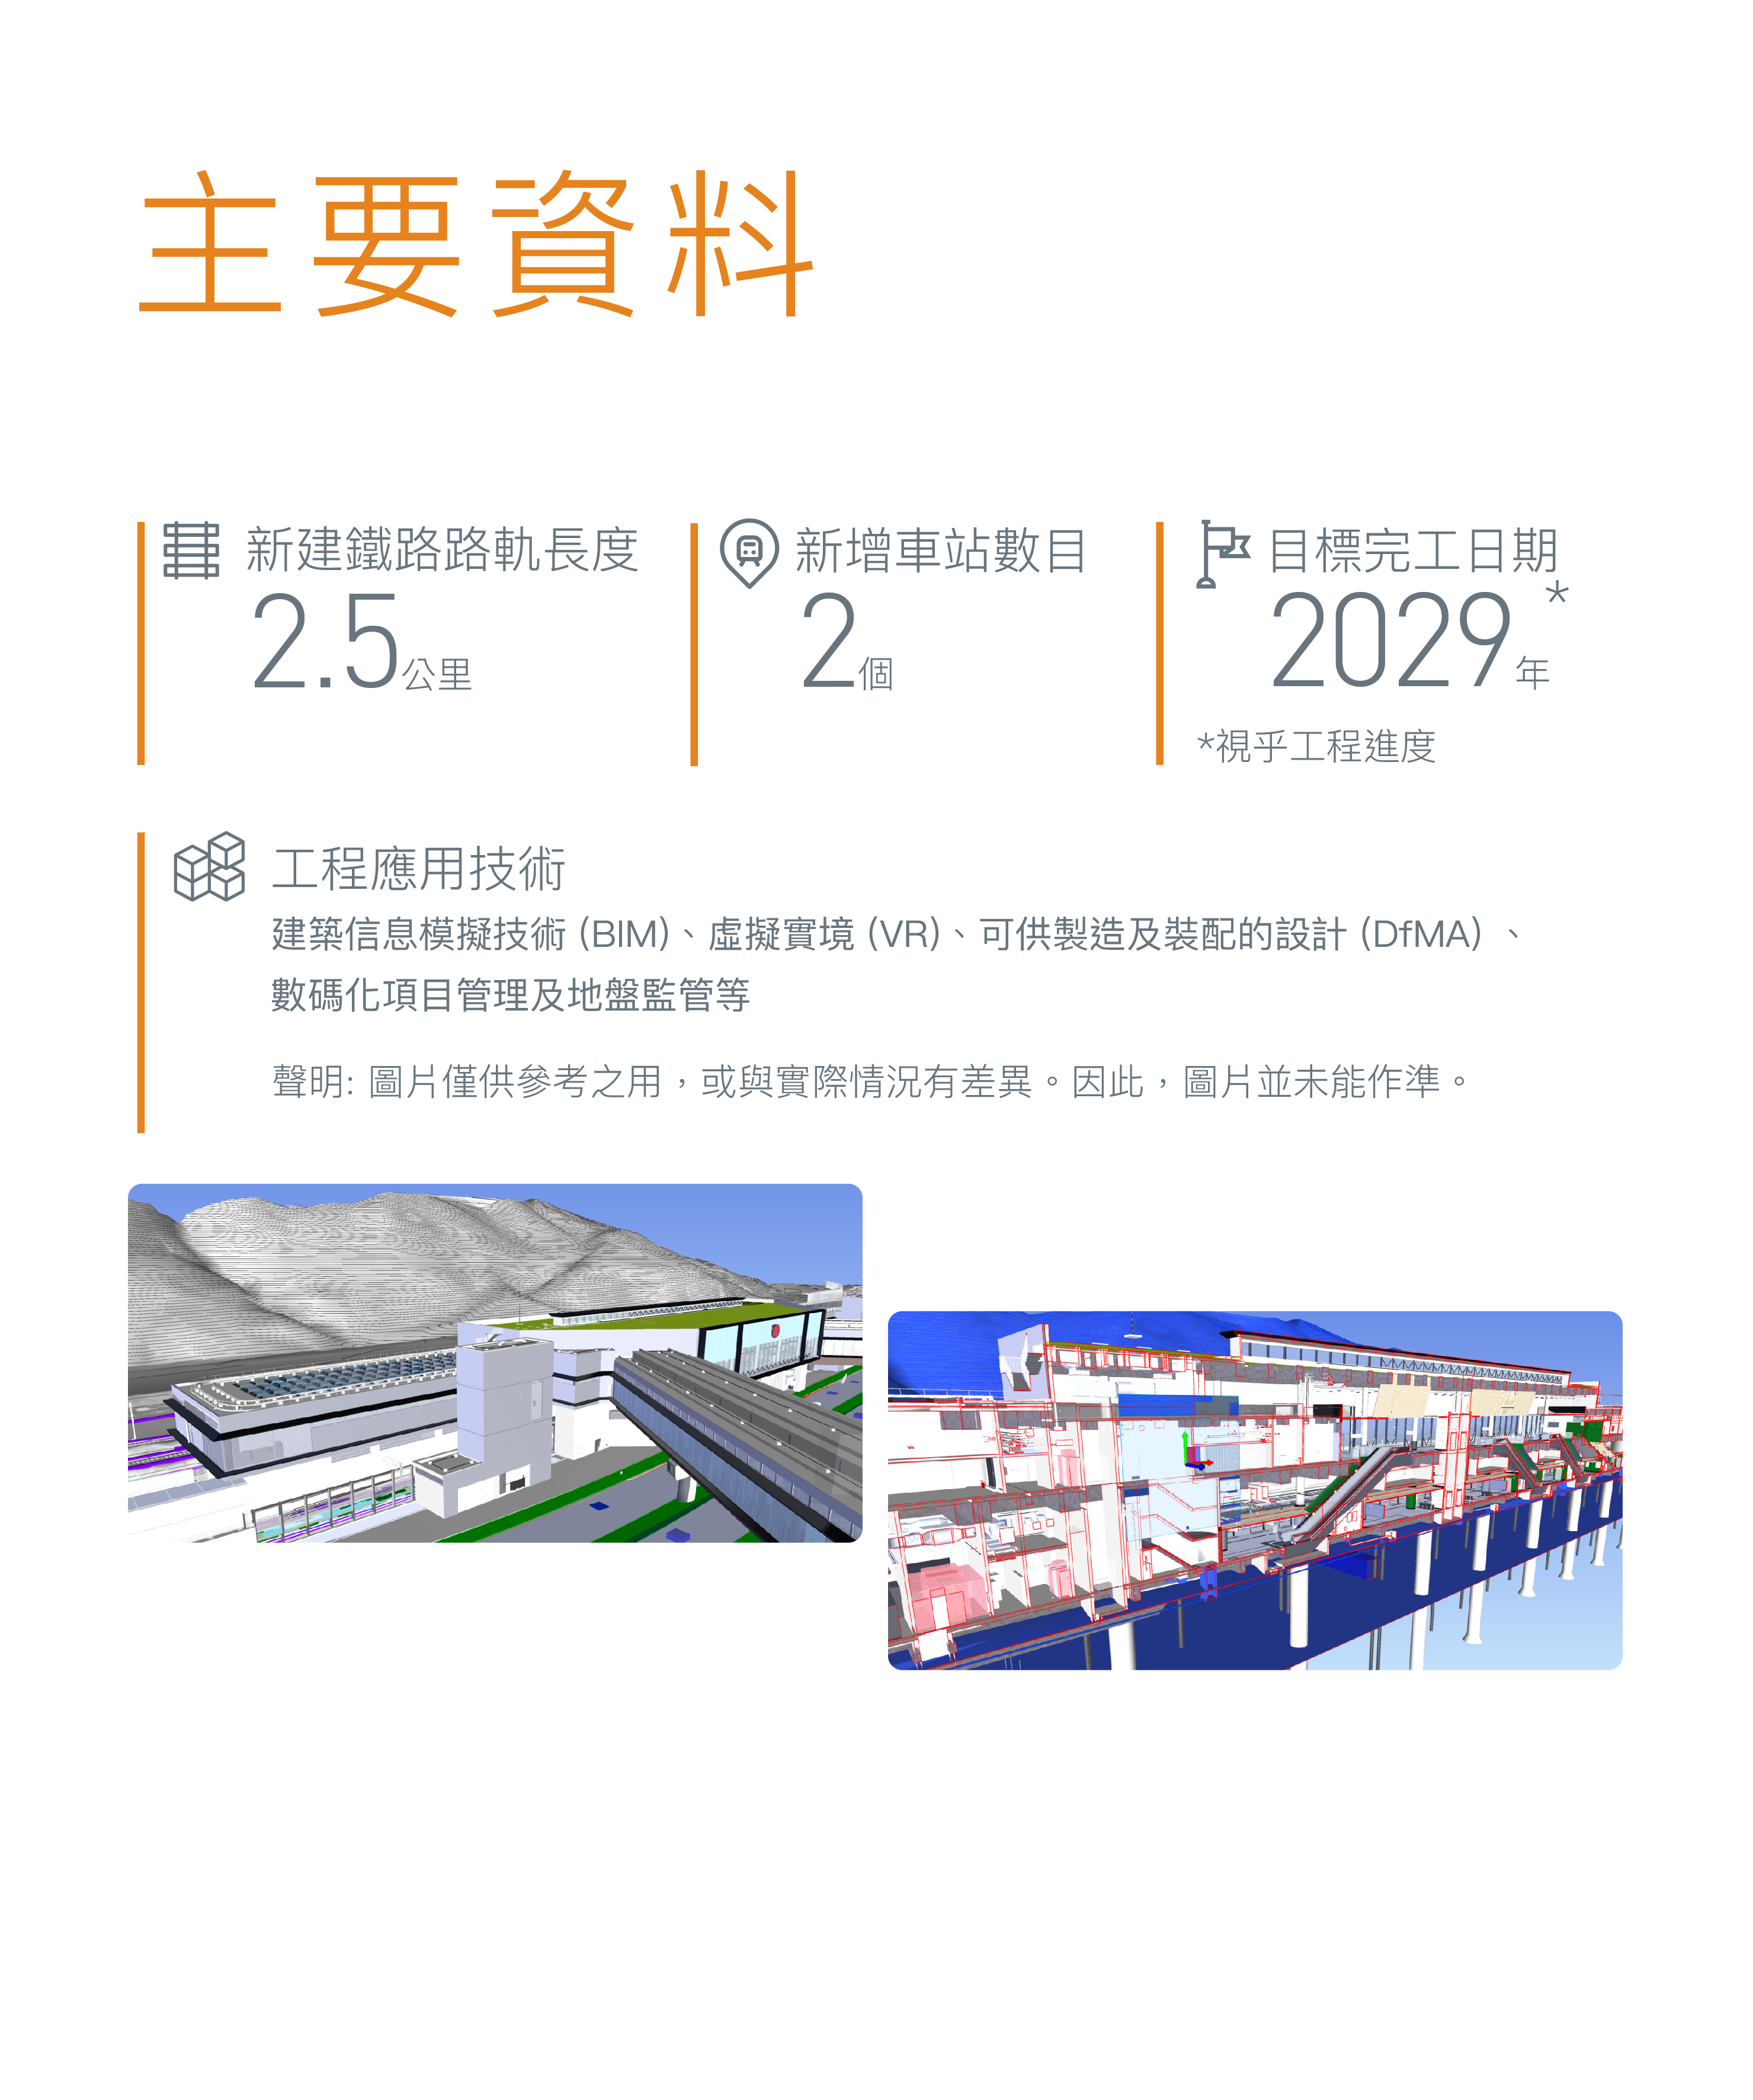 主要資料
新建鐵路路軌長度
2.5公里
新增車站數目
2個
目標完工日期
2029年*
*視乎工程進度
工程應用技術
建築信息模擬技術 (BIM)、虛擬實境 (VR)、可供製造及裝配的設計 (DfMA) 、
數碼化項目管理及地盤監管等
聲明: 圖片僅供參考之用，或與實際情況有差異。因此，圖片並未能作準。